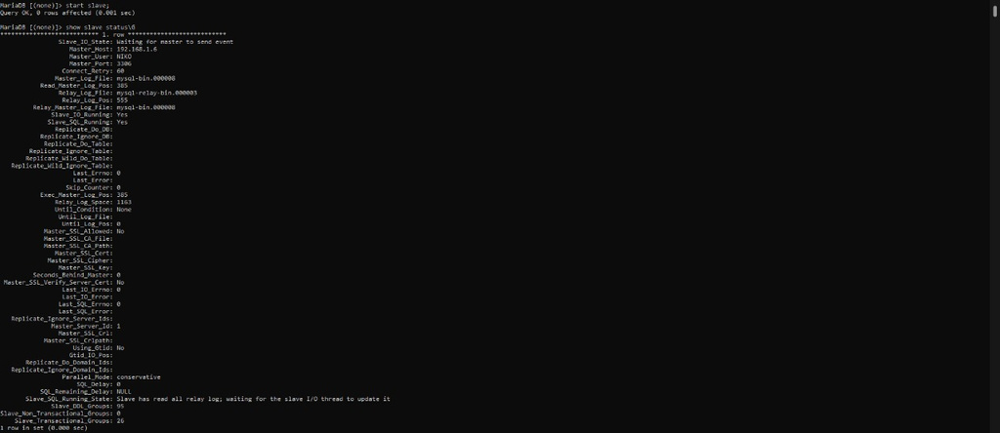 MariaDB [(none)]> start slave;
Query OK, 0 rows affected (0.001 sec)
MariaDB [(none)]> show slave status\G
*************************** 1. row ***************************
Slave_IO_State: Waiting for master to send event
Master_Host: 192.168.1.6
Master_User: NIKO
Master_Port: 3306
Connect_Retry: 60
Master_Log_File: mysql-bin.000008
Read_Master_Log_Pos: 385
Relay_Log_File: mysql-relay-bin.000003
Relay_Log_Pos: 555
Relay_Master_Log_File: mysql-bin.000008
Slave_IO_Running: Yes
Slave_SQL_Running: Yes
Replicate_Do_DB:
Replicate_Ignore_DB:
Replicate_Do_Table:
Replicate_Ignore_Table:
Replicate_Wild_Do_Table:
Replicate_Wild_Ignore_Table:
Last_Errno: 0
Last_Error:
Skip_Counter: 0
Exec_Master_Log_Pos: 385
Relay_Log_Space: 1163
Until_Condition: None
Until_Log_File:
Until_Log_Pos: 0
Master_SSL_Allowed: No
Master_SSL_CA_File:
Master_SSL_CA_Path:
Master_SSL_Cert:
Master_SSL_Cipher:
Master_SSL_Key:
Seconds_Behind_Master: 0
Master_SSL_Verify_Server_Cert: No
Last_IO_Errno: 0
Last_IO_Error:
Last_SQL_Errno: 0
Last_SQL_Error:
Replicate_Ignore_Server_Ids:
Master_Server_Id: 1
Master_SSL_Crl:
Master_SSL_Crlpath:
Using_Gtid: No
Gtid_IO_Pos:
Replicate_Do_Domain_Ids:
Replicate_Ignore_Domain_Ids:
Parallel_Mode: conservative
SQL_Delay: 0
SQL_Remaining_Delay: NULL
Slave_SQL_Running_State: Slave has read all relay log; waiting for the slave I/O thread to update it
Slave_DDL_Groups: 95
Slave_Non_Transactional_Groups: 0
Slave_Transactional_Groups: 26
1 row in set (0.000 sec)